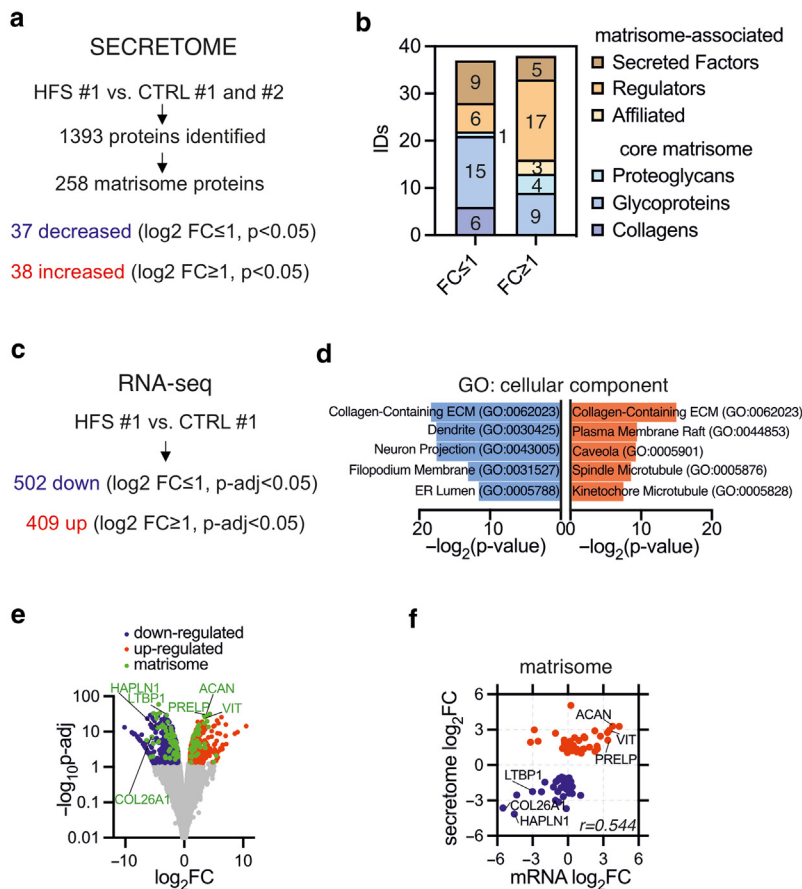 a
SECRETOME
HFS #1 vs. CTRL #1 and #2
1393 proteins identified
258 matrisome proteins
37 decreased (log2 FC≤1, p<0.05)
38 increased (log2 FC≥1, p<0.05)
b
IDs
40
30
20
10
0
9
6
1
15
6
5
17
3
4
9
FC≤1
FC≥1
matrisome-associated
Secreted Factors
Regulators
Affiliated
core matrisome
Proteoglycans
Glycoproteins
Collagens
c
RNA-seq
HFS #1 vs. CTRL #1
502 down (log2 FC≤1, p-adj<0.05)
409 up (log2 FC≥1, p-adj<0.05)
d
GO: cellular component
Collagen-Containing ECM (GO:0062023)
Dendrite (GO:0030425)
Neuron Projection (GO:0043005)
Filopodium Membrane (GO:0031527)
ER Lumen (GO:0005788)
20 10 0
−log2(p-value)
Collagen-Containing ECM (GO:0062023)
Plasma Membrane Raft (GO:0044853)
Caveola (GO:0005901)
Spindle Microtubule (GO:0005876)
Kinetochore Microtubule (GO:0005828)
0 10 20
−log2(p-value)
e
down-regulated
up-regulated
matrisome
HAPLN1
LTBP1
PRELP
ACAN
VIT
COL26A1
−log10p-adj
100
10
1
0.1
0.01
−10 0 10
log2FC
f
matrisome
secretome log2FC
6
3
0
−3
−6
ACAN
VIT
PRELP
LTBP1
COL26A1
HAPLN1
r=0.544
−6 −3 0 3 6
mRNA log2FC